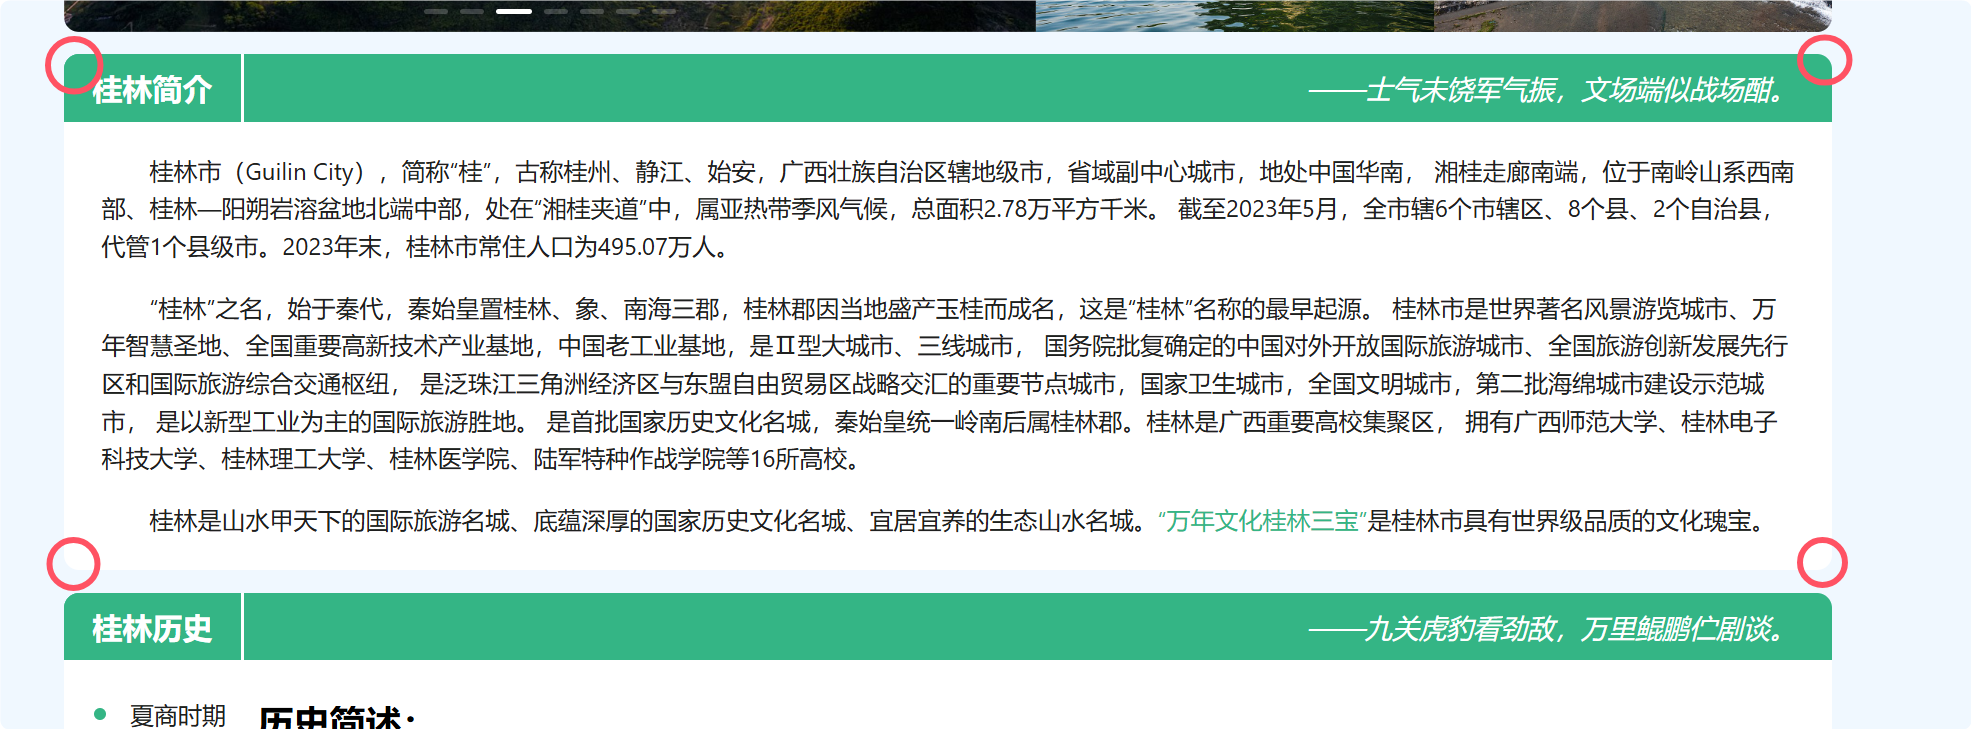 桂林简介
——士气未饶军气振，文场端似战场酣。
桂林市（Guilin City），简称“桂”，古称桂州、静江、始安，广西壮族自治区辖地级市，省域副中心城市，地处中国华南， 湘桂走廊南端，位于南岭山系西南
部、桂林—阳朔岩溶盆地北端中部，处在“湘桂夹道”中，属亚热带季风气候，总面积2.78万平方千米。 截至2023年5月，全市辖6个市辖区、8个县、2个自治县，
代管1个县级市。2023年末，桂林市常住人口为495.07万人。
“桂林”之名，始于秦代，秦始皇置桂林、象、南海三郡，桂林郡因当地盛产玉桂而成名，这是“桂林”名称的最早起源。 桂林市是世界著名风景游览城市、万
年智慧圣地、全国重要高新技术产业基地，中国老工业基地，是Ⅱ型大城市、三线城市， 国务院批复确定的中国对外开放国际旅游城市、全国旅游创新发展先行
区和国际旅游综合交通枢纽， 是泛珠江三角洲经济区与东盟自由贸易区战略交汇的重要节点城市，国家卫生城市，全国文明城市，第二批海绵城市建设示范城
市， 是以新型工业为主的国际旅游胜地。 是首批国家历史文化名城，秦始皇统一岭南后属桂林郡。桂林是广西重要高校集聚区， 拥有广西师范大学、桂林电子
科技大学、桂林理工大学、桂林医学院、陆军特种作战学院等16所高校。
桂林是山水甲天下的国际旅游名城、底蕴深厚的国家历史文化名城、宜居宜养的生态山水名城。“万年文化桂林三宝”是桂林市具有世界级品质的文化瑰宝。
桂林历史
——九关虎豹看劲敌，万里鲲鹏伫剧谈。
夏商时期
历史简述：